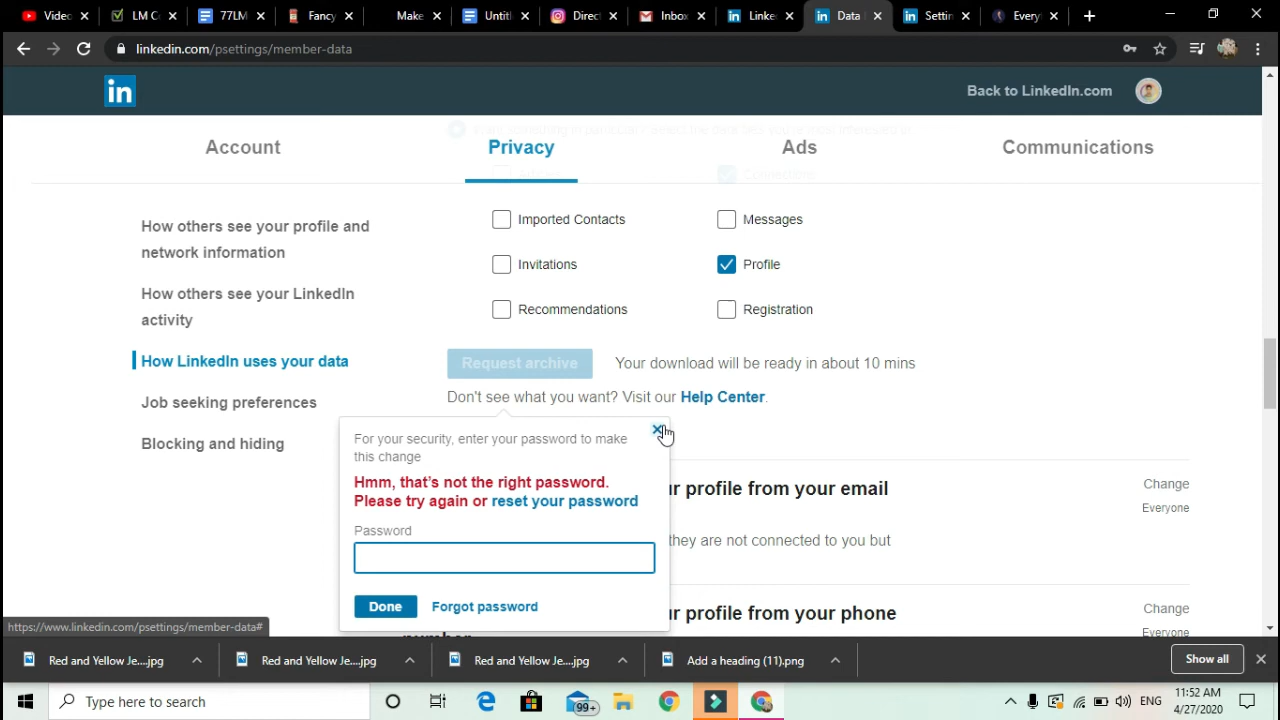 Video
LM C
77LM
Fancy
Make
Untit
Direc
Inbox
Linke
Data
Settin
Every
linkedin.com/psettings/member-data
in
Back to LinkedIn.com
Account
Privacy
Ads
Communications
How others see your profile and
network information
How others see your LinkedIn
activity
How LinkedIn uses your data
Job seeking preferences
Blocking and hiding
Connections
Imported Contacts
Messages
Invitations
Profile
Recommendations
Registration
Request archive
Your download will be ready in about 10 mins
Don't see what you want? Visit our Help Center.
For your security, enter your password to make
this change
Hmm, that's not the right password.
Please try again or reset your password
Password
Done
Forgot password
r profile from your email
Change
Everyone
they are not connected to you but
r profile from your phone
Change
Everyone
number
https://www.linkedin.com/psettings/member-data#
Red and Yellow Je....jpg
Red and Yellow Je....jpg
Red and Yellow Je....jpg
Add a heading (11).png
Show all
Type here to search
99+
ENG
11:52 AM
4/27/2020